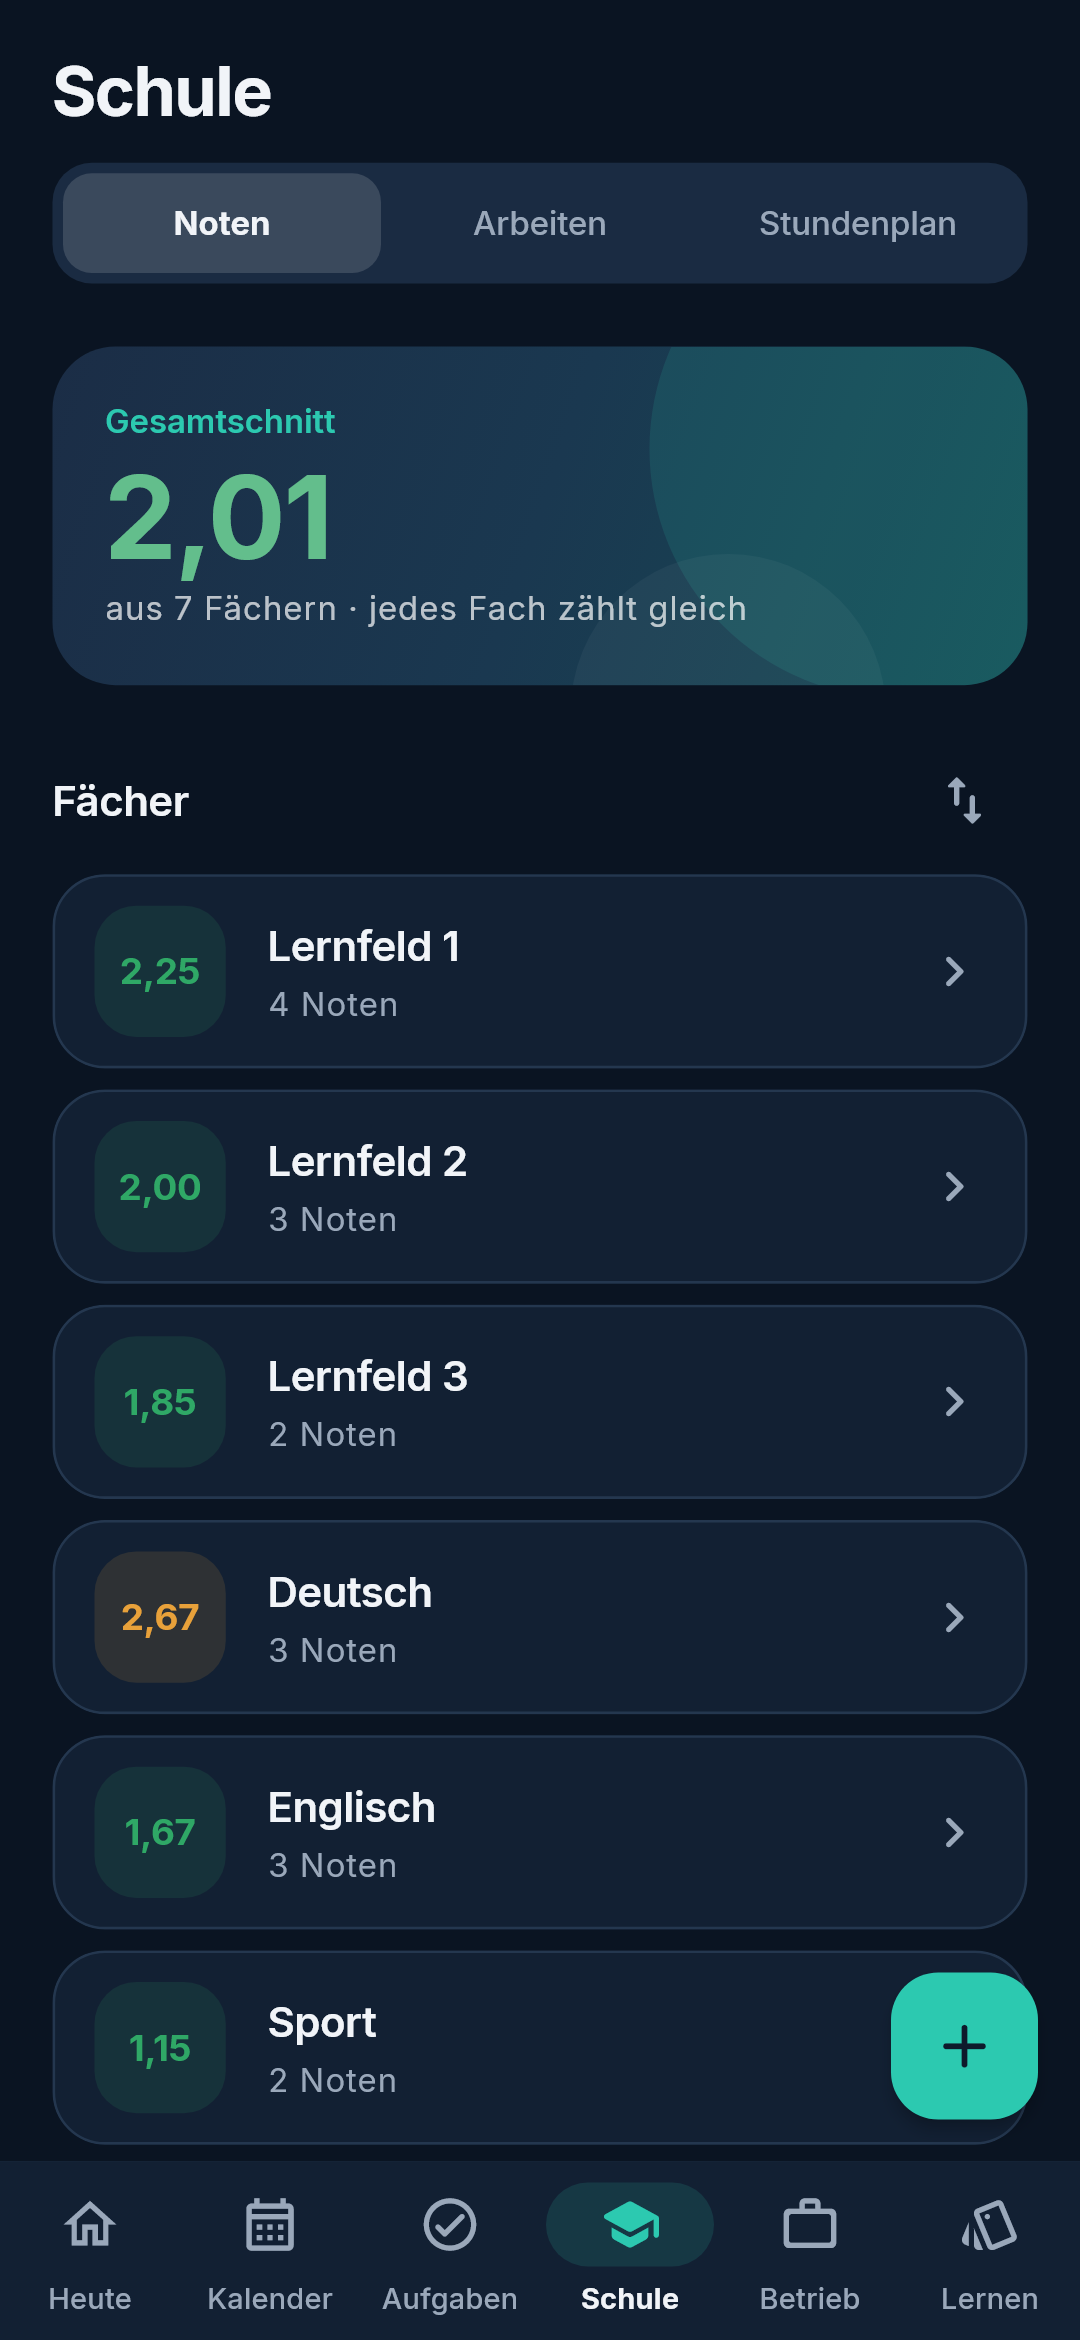 Schule
Noten Arbeiten Stundenplan
Gesamtschnitt
2,01
aus 7 Fächern · jedes Fach zählt gleich
Fächer
2,25
Lernfeld 1
4 Noten
2,00
Lernfeld 2
3 Noten
1,85
Lernfeld 3
2 Noten
2,67
Deutsch
3 Noten
1,67
Englisch
3 Noten
1,15
Sport
2 Noten
Heute Kalender Aufgaben Schule Betrieb Lernen